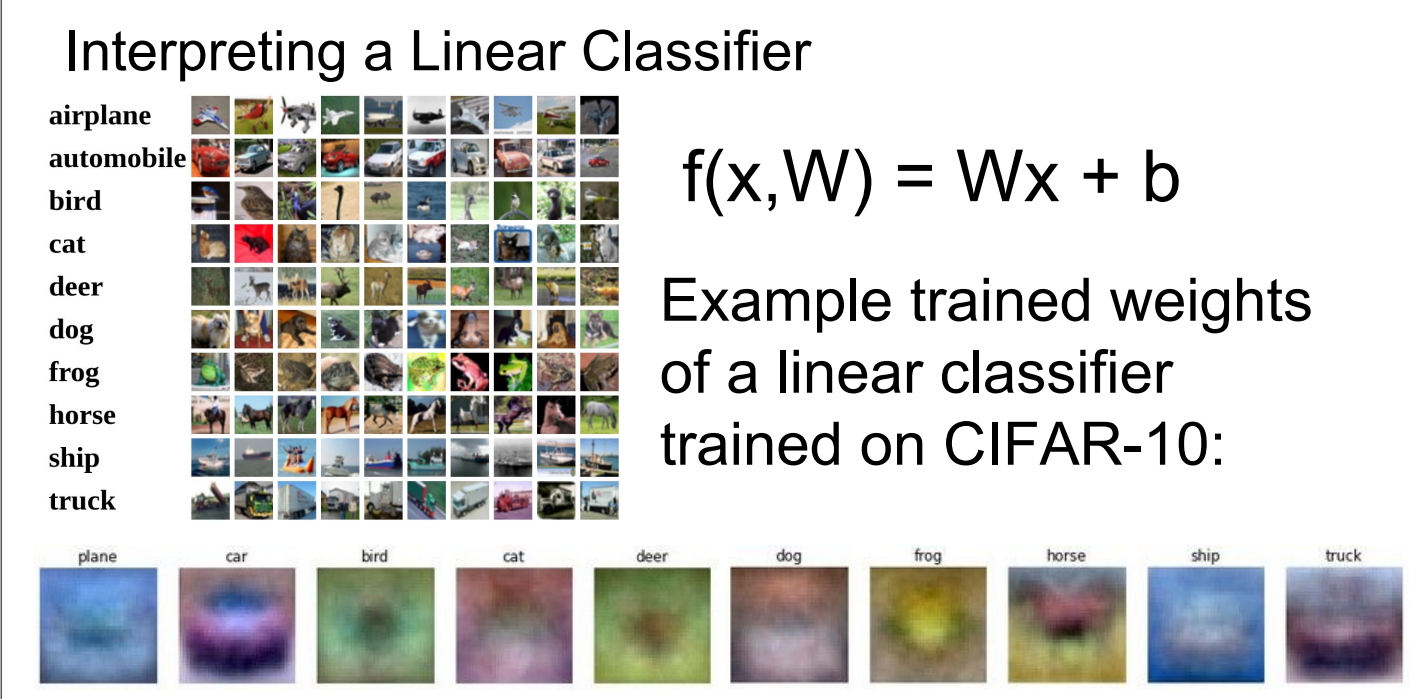 Interpreting a Linear Classifier
airplane
automobile
bird
cat
deer
dog
frog
horse
ship
truck
f(x,W) = Wx + b
Example trained weights
of a linear classifier
trained on CIFAR-10:
plane car bird cat deer dog frog horse ship truck